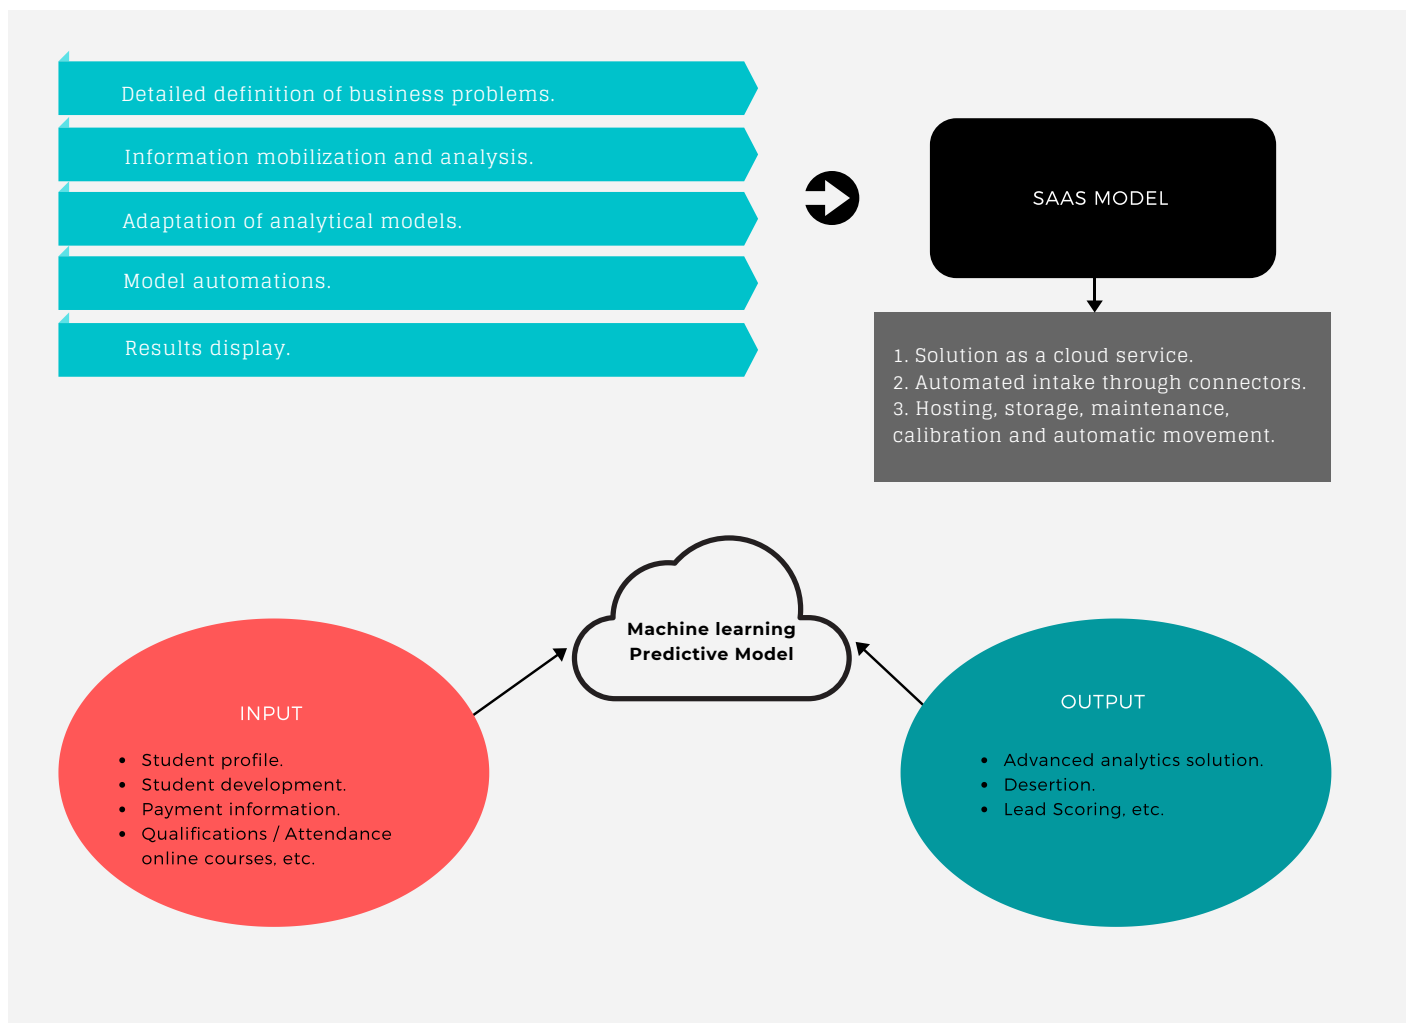 Detailed definition of business problems.
Information mobilization and analysis.
Adaptation of analytical models.
Model automations.
Results display.
SAAS MODEL
1. Solution as a cloud service.
2. Automated intake through connectors.
3. Hosting, storage, maintenance,
calibration and automatic movement.
Machine learning
Predictive Model
INPUT
• Student profile.
• Student development.
• Payment information.
• Qualifications / Attendance
online courses, etc.
OUTPUT
• Advanced analytics solution.
• Desertion.
• Lead Scoring, etc.